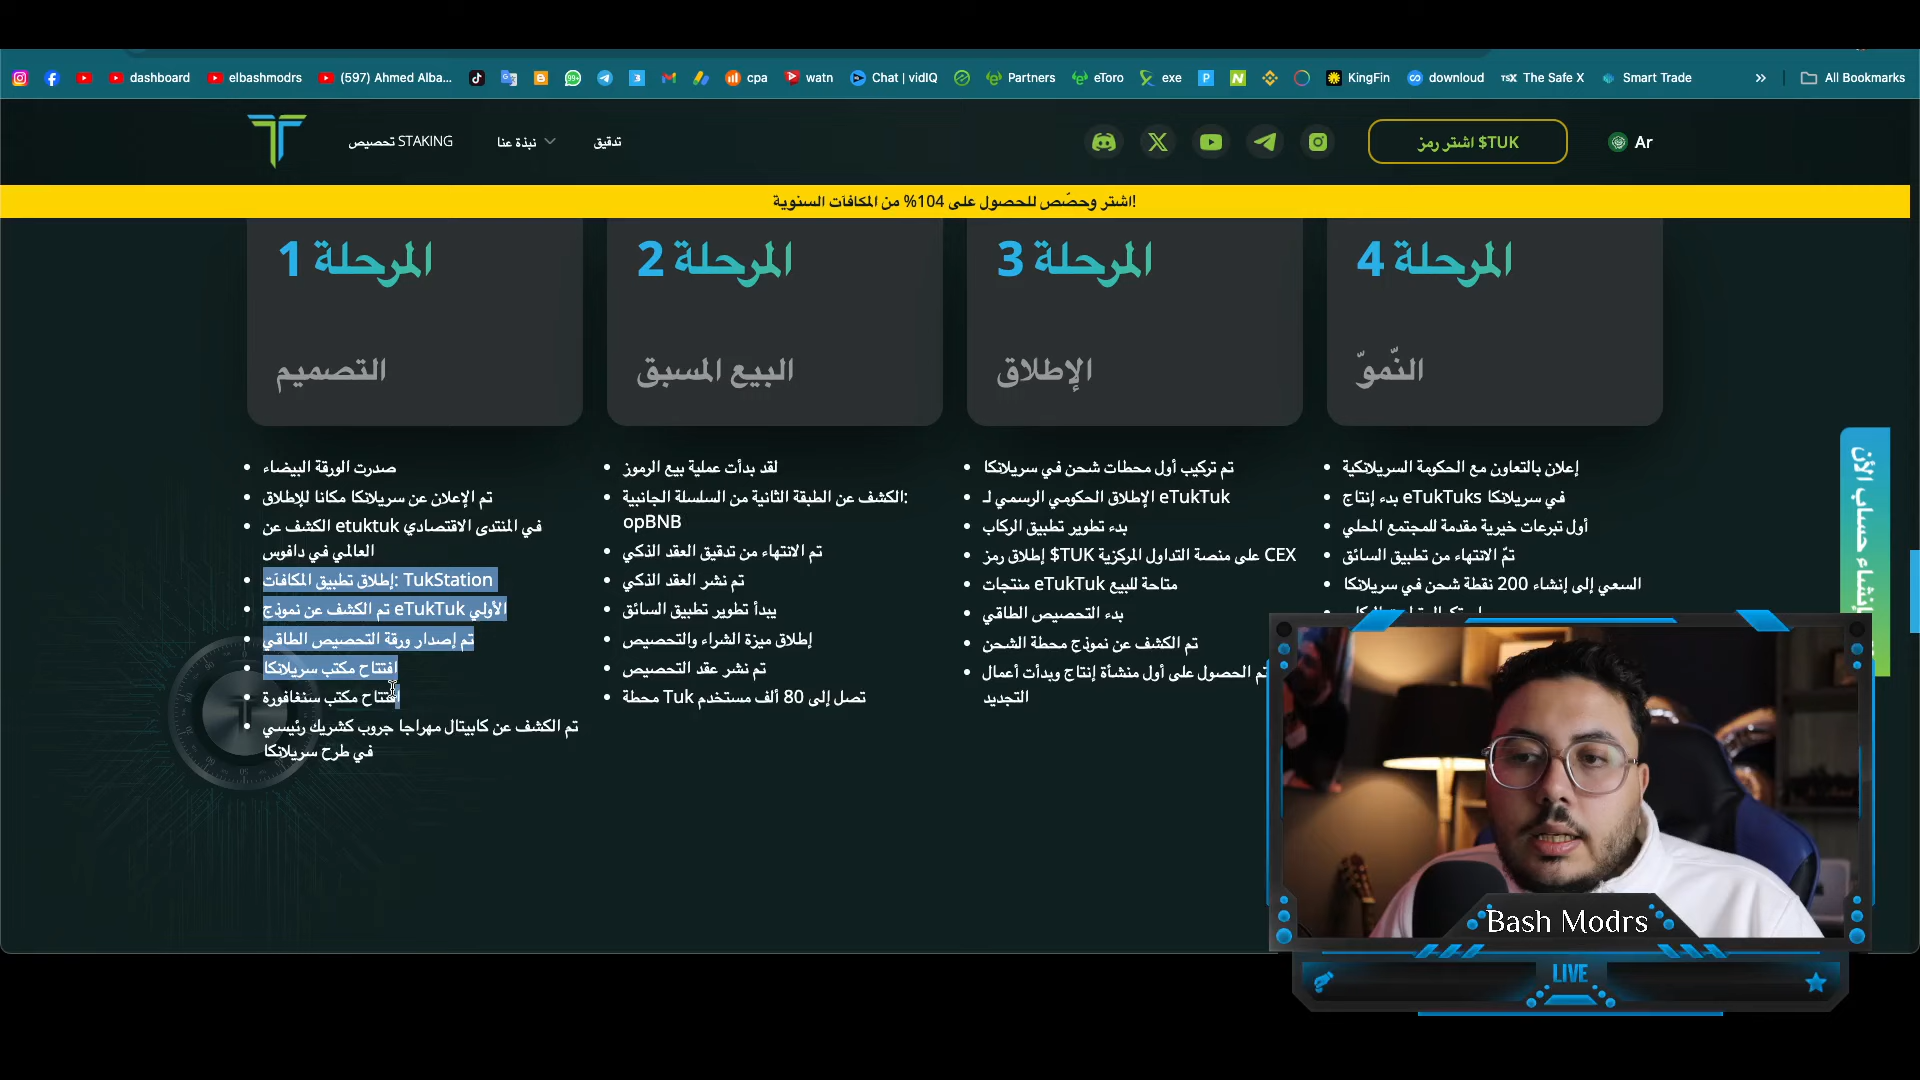 dashboard
elbashmodrs
(597) Ahmed Alba...
99+
cpa
watn
Chat | vidIQ
Partners
eToro
exe
KingFin
downloud
TSX The Safe X
Smart Trade
»
All Bookmarks
تحصيص STAKING
نبذة عنا
تدقيق
اشتر رمز $TUK
Ar
اشتر وحصّص للحصول على 104% من المكافآت السنوية!
المرحلة 1
التصميم
صدرت الورقة البيضاء
تم الإعلان عن سريلانكا مكانا للإطلاق
الكشف عن etuktuk في المنتدى الاقتصادي
العالمي في دافوس
إطلاق تطبيق المكافآت: TukStation
تم الكشف عن نموذج eTukTuk الأولي
تم إصدار ورقة التحصيص الطاقي
افتتاح مكتب سريلانكا
افتتاح مكتب سنغافورة
تم الكشف عن كابيتال مهراجا جروب كشريك رئيسي
في طرح سريلانكا
المرحلة 2
البيع المسبق
لقد بدأت عملية بيع الرموز
الكشف عن الطبقة الثانية من السلسلة الجانبية:
opBNB
تم الانتهاء من تدقيق العقد الذكي
تم نشر العقد الذكي
يبدأ تطوير تطبيق السائق
إطلاق ميزة الشراء والتحصيص
تم نشر عقد التحصيص
محطة Tuk تصل إلى 80 ألف مستخدم
المرحلة 3
الإطلاق
تم تركيب أول محطات شحن في سريلانكا
الإطلاق الحكومي الرسمي لـ eTukTuk
بدء تطوير تطبيق الركاب
إطلاق رمز $TUK على منصة التداول المركزية CEX
منتجات eTukTuk متاحة للبيع
بدء التحصيص الطاقي
تم الكشف عن نموذج محطة الشحن
تم الحصول على أول منشأة إنتاج وبدأت أعمال
التجديد
المرحلة 4
النّموّ
إعلان بالتعاون مع الحكومة السريلانكية
بدء إنتاج eTukTuks في سريلانكا
أول تبرعات خيرية مقدمة للمجتمع المحلي
تمّ الانتهاء من تطبيق السائق
السعي إلى إنشاء 200 نقطة شحن في سريلانكا
إنشاء حساب الأن
Bash Modrs
LIVE